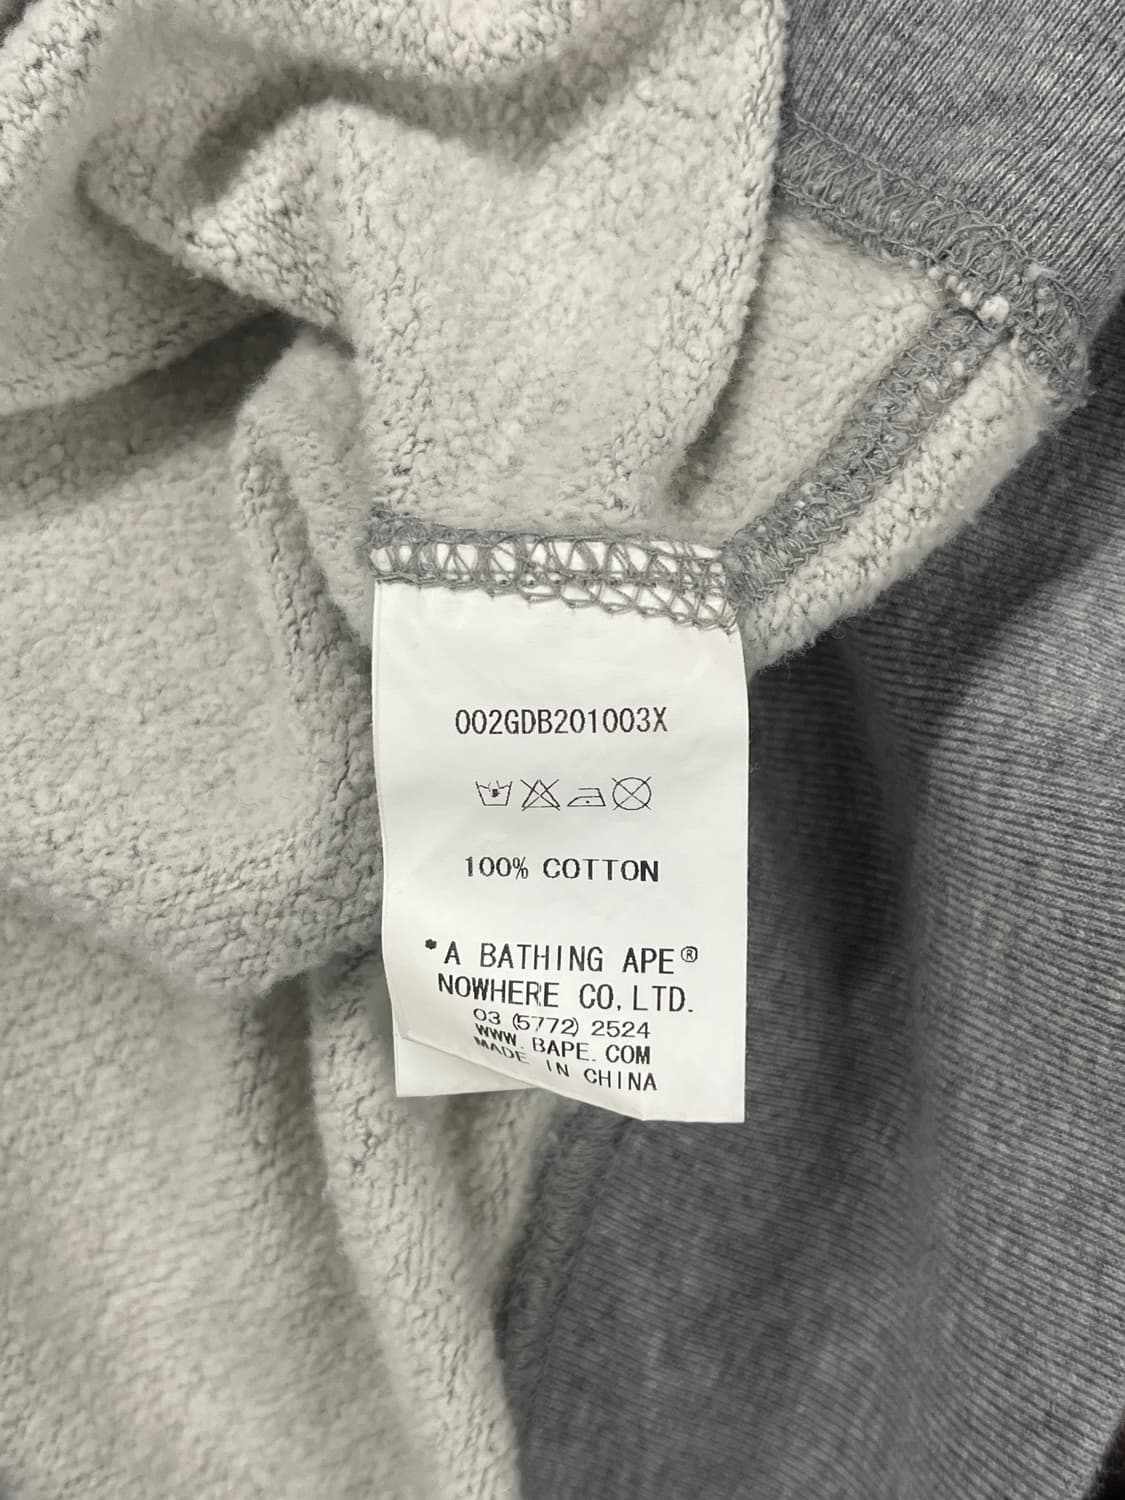 002GDB201003X
100% COTTON
*A BATHING APE®
NOWHERE CO, LTD.
03 (5772) 2524
WWW. BAPE. COM
MADE IN CHINA